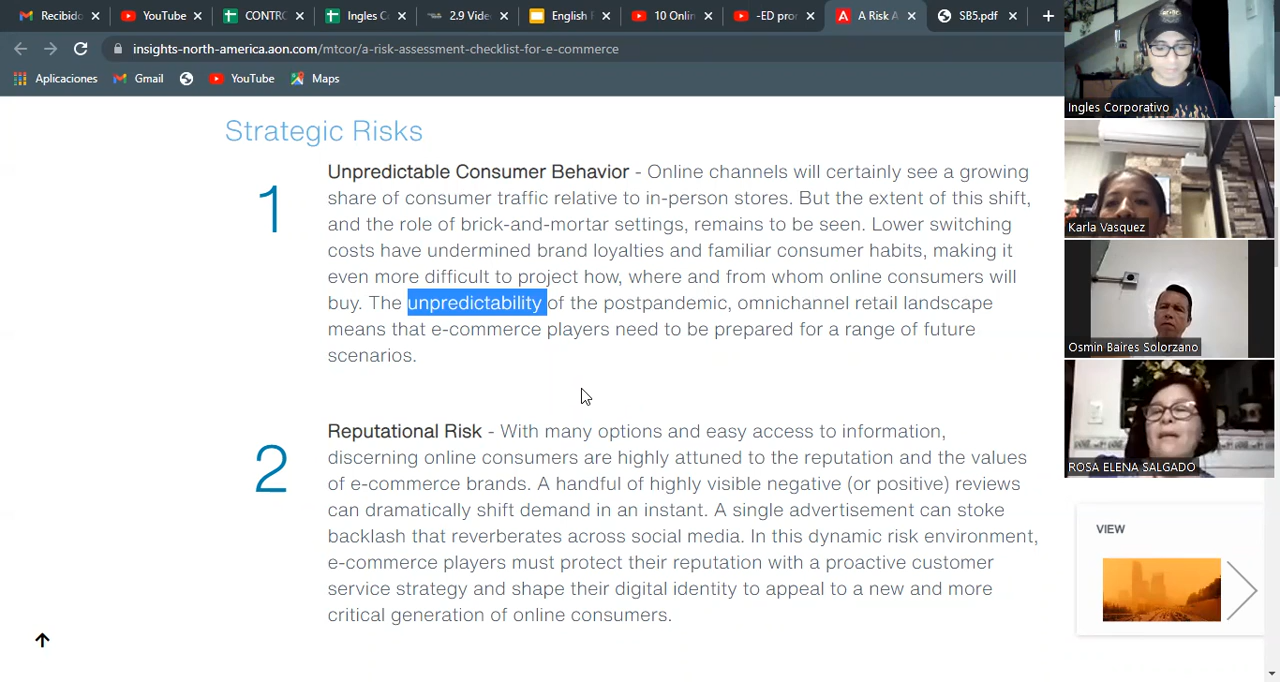 Recibido
YouTube
CONTRO
Ingles C
2.9 Vide
English F
10 Onlin
-ED pro
A Risk A
SB5.pdf
insights-north-america.aon.com/mtcor/a-risk-assessment-checklist-for-e-commerce
Aplicaciones
Gmail
YouTube
Maps
Strategic Risks
1
Unpredictable Consumer Behavior - Online channels will certainly see a growing
share of consumer traffic relative to in-person stores. But the extent of this shift,
and the role of brick-and-mortar settings, remains to be seen. Lower switching
costs have undermined brand loyalties and familiar consumer habits, making it
even more difficult to project how, where and from whom online consumers will
buy. The unpredictability of the postpandemic, omnichannel retail landscape
means that e-commerce players need to be prepared for a range of future
scenarios.
2
Reputational Risk - With many options and easy access to information,
discerning online consumers are highly attuned to the reputation and the values
of e-commerce brands. A handful of highly visible negative (or positive) reviews
can dramatically shift demand in an instant. A single advertisement can stoke
backlash that reverberates across social media. In this dynamic risk environment,
e-commerce players must protect their reputation with a proactive customer
service strategy and shape their digital identity to appeal to a new and more
critical generation of online consumers.
Ingles Corporativo
Karla Vasquez
Osmin Baires Solorzano
ROSA ELENA SALGADO
VIEW